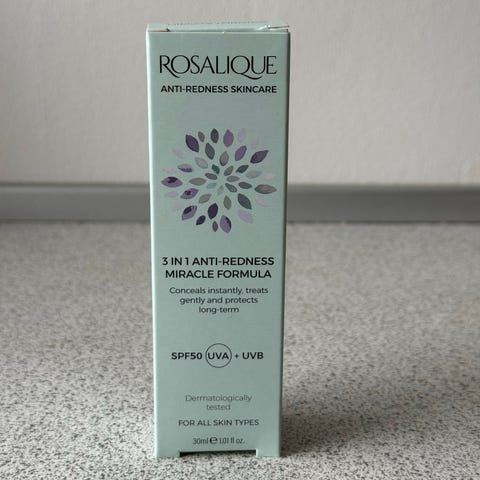 ROSALIQUE
ANTI-REDNESS SKINCARE
3 IN 1 ANTI-REDNESS
MIRACLE FORMULA
Conceals instantly, treats
gently and protects
long-term
SPF50 UVA + UVB
Dermatologically
tested
FOR ALL SKIN TYPES
30ml ℮ 1.01 fl oz.